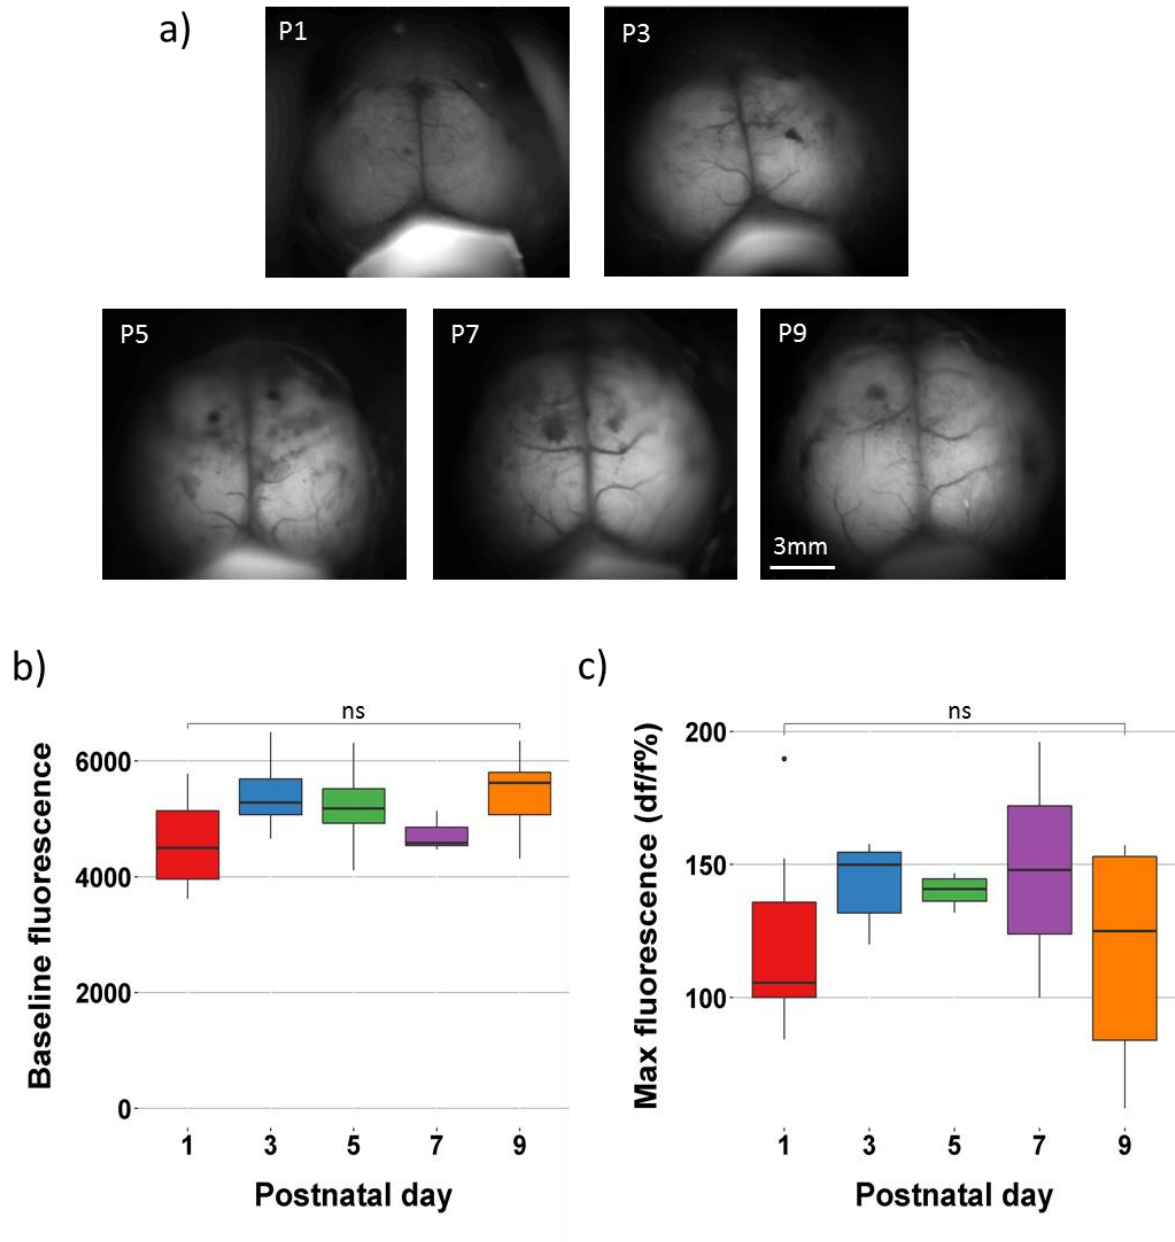 a)
P1
P3
P5
P7
P9
3mm
b)
ns
Baseline fluorescence
6000
4000
2000
0
1 3 5 7 9
Postnatal day
c)
ns
Max fluorescence (df/f%)
200
150
100
1 3 5 7 9
Postnatal day